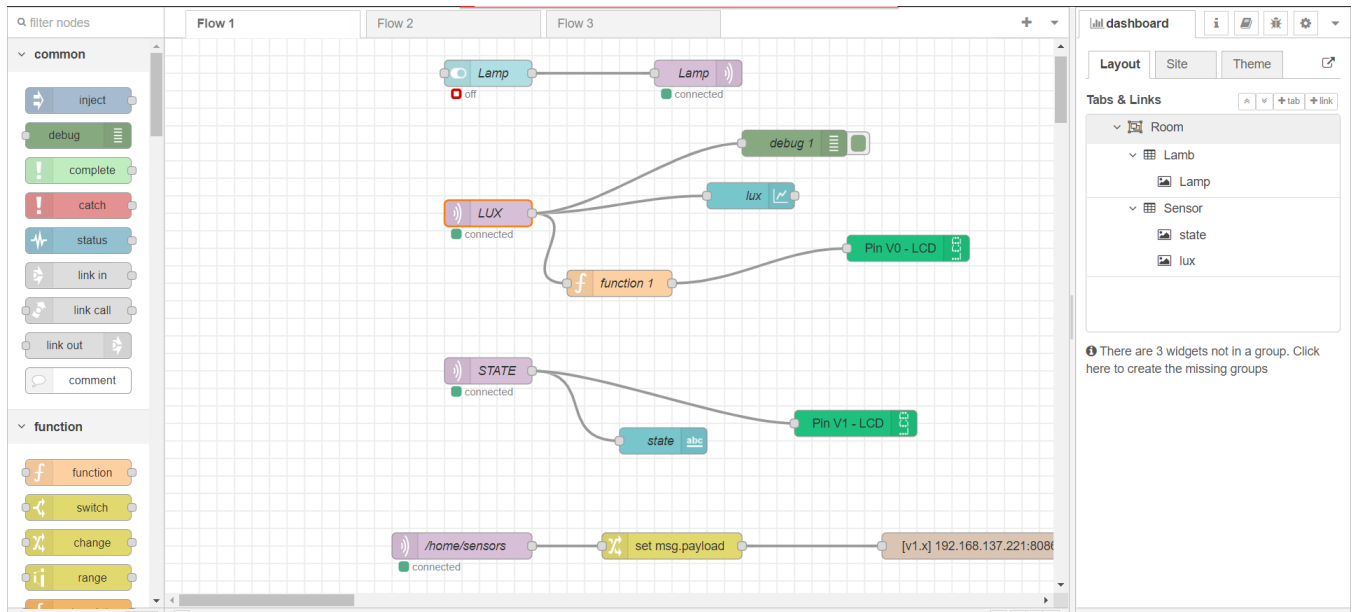 filter nodes
common
inject
debug
complete
catch
status
link in
link call
link out
comment
function
function
switch
change
range
Flow 1
Flow 2
Flow 3
Lamp
off
Lamp
connected
debug 1
lux
LUX
connected
Pin V0 - LCD
LCD
function 1
STATE
connected
Pin V1 - LCD
LCD
state
abc
/home/sensors
connected
set msg.payload
[v1.x] 192.168.137.221:8086
dashboard
i
Layout
Site
Theme
Tabs & Links
+tab
+link
Room
Lamb
Lamp
Sensor
state
lux
There are 3 widgets not in a group. Click
here to create the missing groups